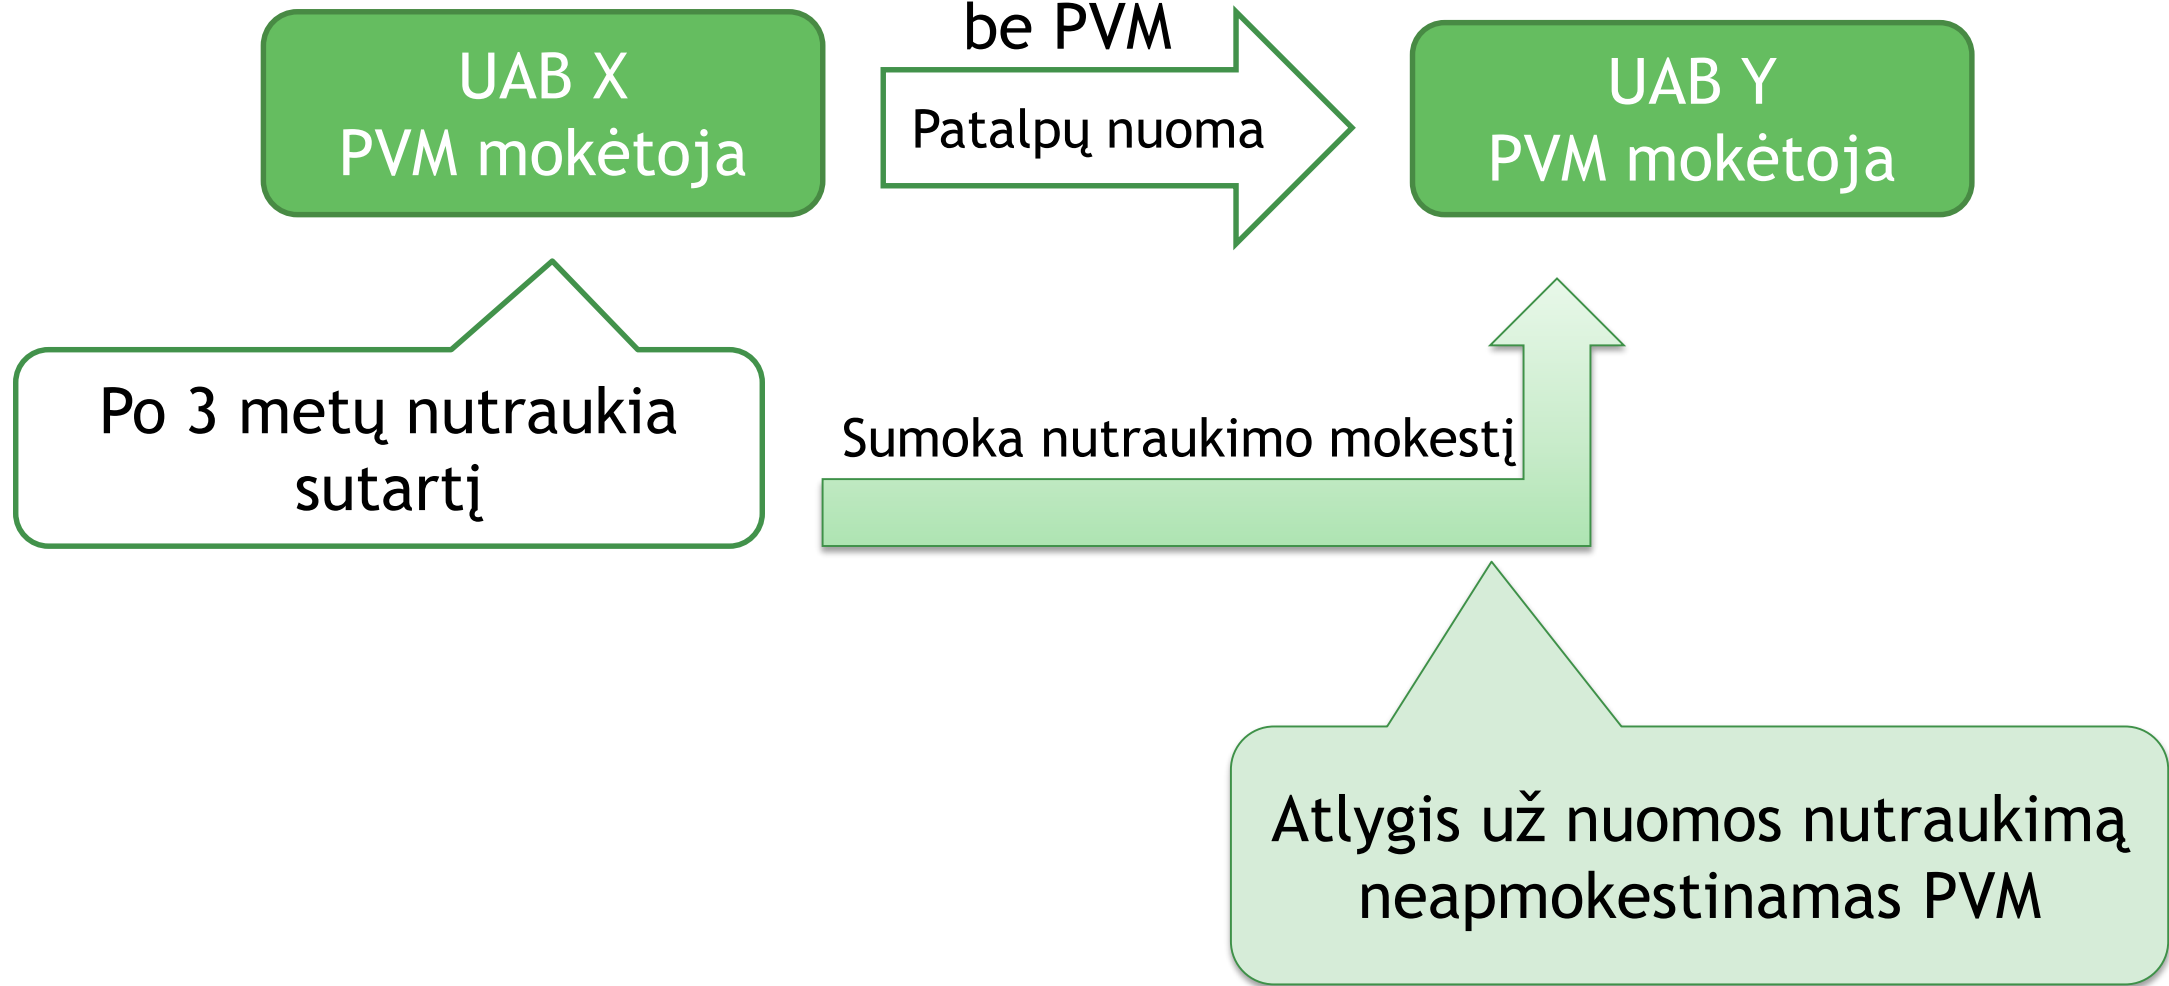 UAB X
PVM mokėtoja
be PVM
Patalpų nuoma
UAB Y
PVM mokėtoja
Po 3 metų nutraukia
sutartį
Sumoka nutraukimo mokestį
Atlygis už nuomos nutraukimą
neapmokestinamas PVM